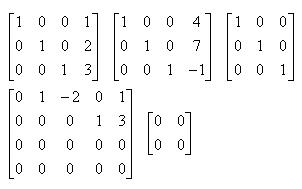 1 0 0 1 1 0 0 4 1 0 0
0 1 0 2 0 1 0 7 0 1 0
0 0 1 3 0 0 1 −1 0 0 1
0 1 −2 0 1
0 0 0 1 3 0 0
0 0 0 0 0 0 0
0 0 0 0 0